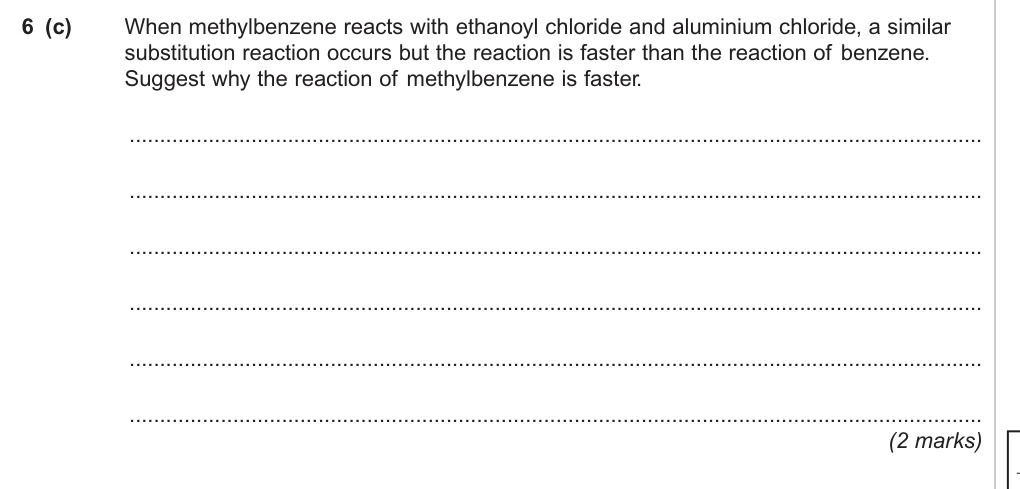 6 (c) When methylbenzene reacts with ethanoyl chloride and aluminium chloride, a similar
substitution reaction occurs but the reaction is faster than the reaction of benzene.
Suggest why the reaction of methylbenzene is faster.
(2 marks)